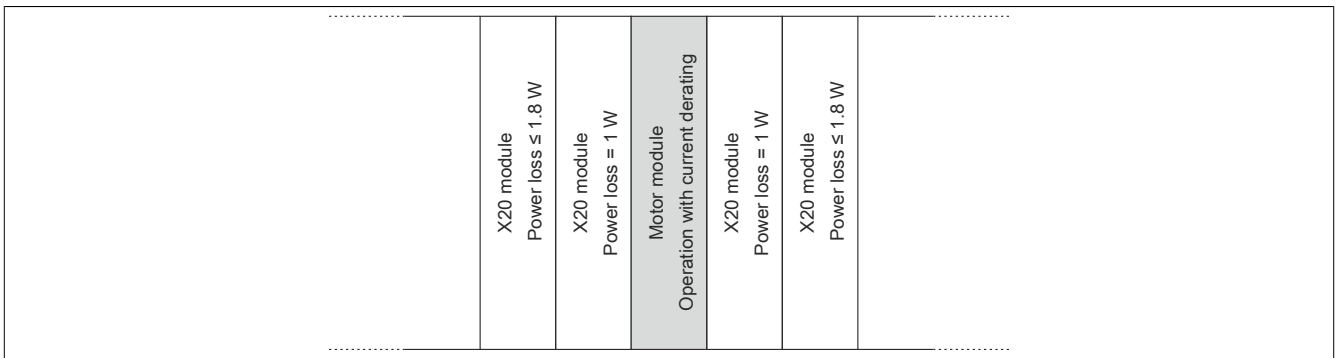 X20 module
Power loss ≤ 1.8 W
X20 module
Power loss = 1 W
Motor module
Operation with current derating
X20 module
Power loss = 1 W
X20 module
Power loss ≤ 1.8 W